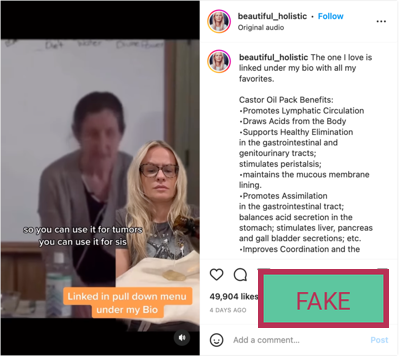 beautiful_holistic • Follow
Original audio
beautiful_holistic The one I love is
linked under my bio with all my
favorites.
Castor Oil Pack Benefits:
•Promotes Lymphatic Circulation
•Draws Acids from the Body
•Supports Healthy Elimination
in the gastrointestinal and
genitourinary tracts;
stimulates peristalsis;
•maintains the mucous membrane
lining.
•Promotes Assimilation
in the gastrointestinal tract;
balances acid secretion in the
stomach; stimulates liver, pancreas
and gall bladder secretions; etc.
•Improves Coordination and the
so you can use it for tumors
you can use it for sis
Linked in pull down menu
under my Bio
49,904 likes
4 DAYS AGO
FAKE
Add a comment...
Post